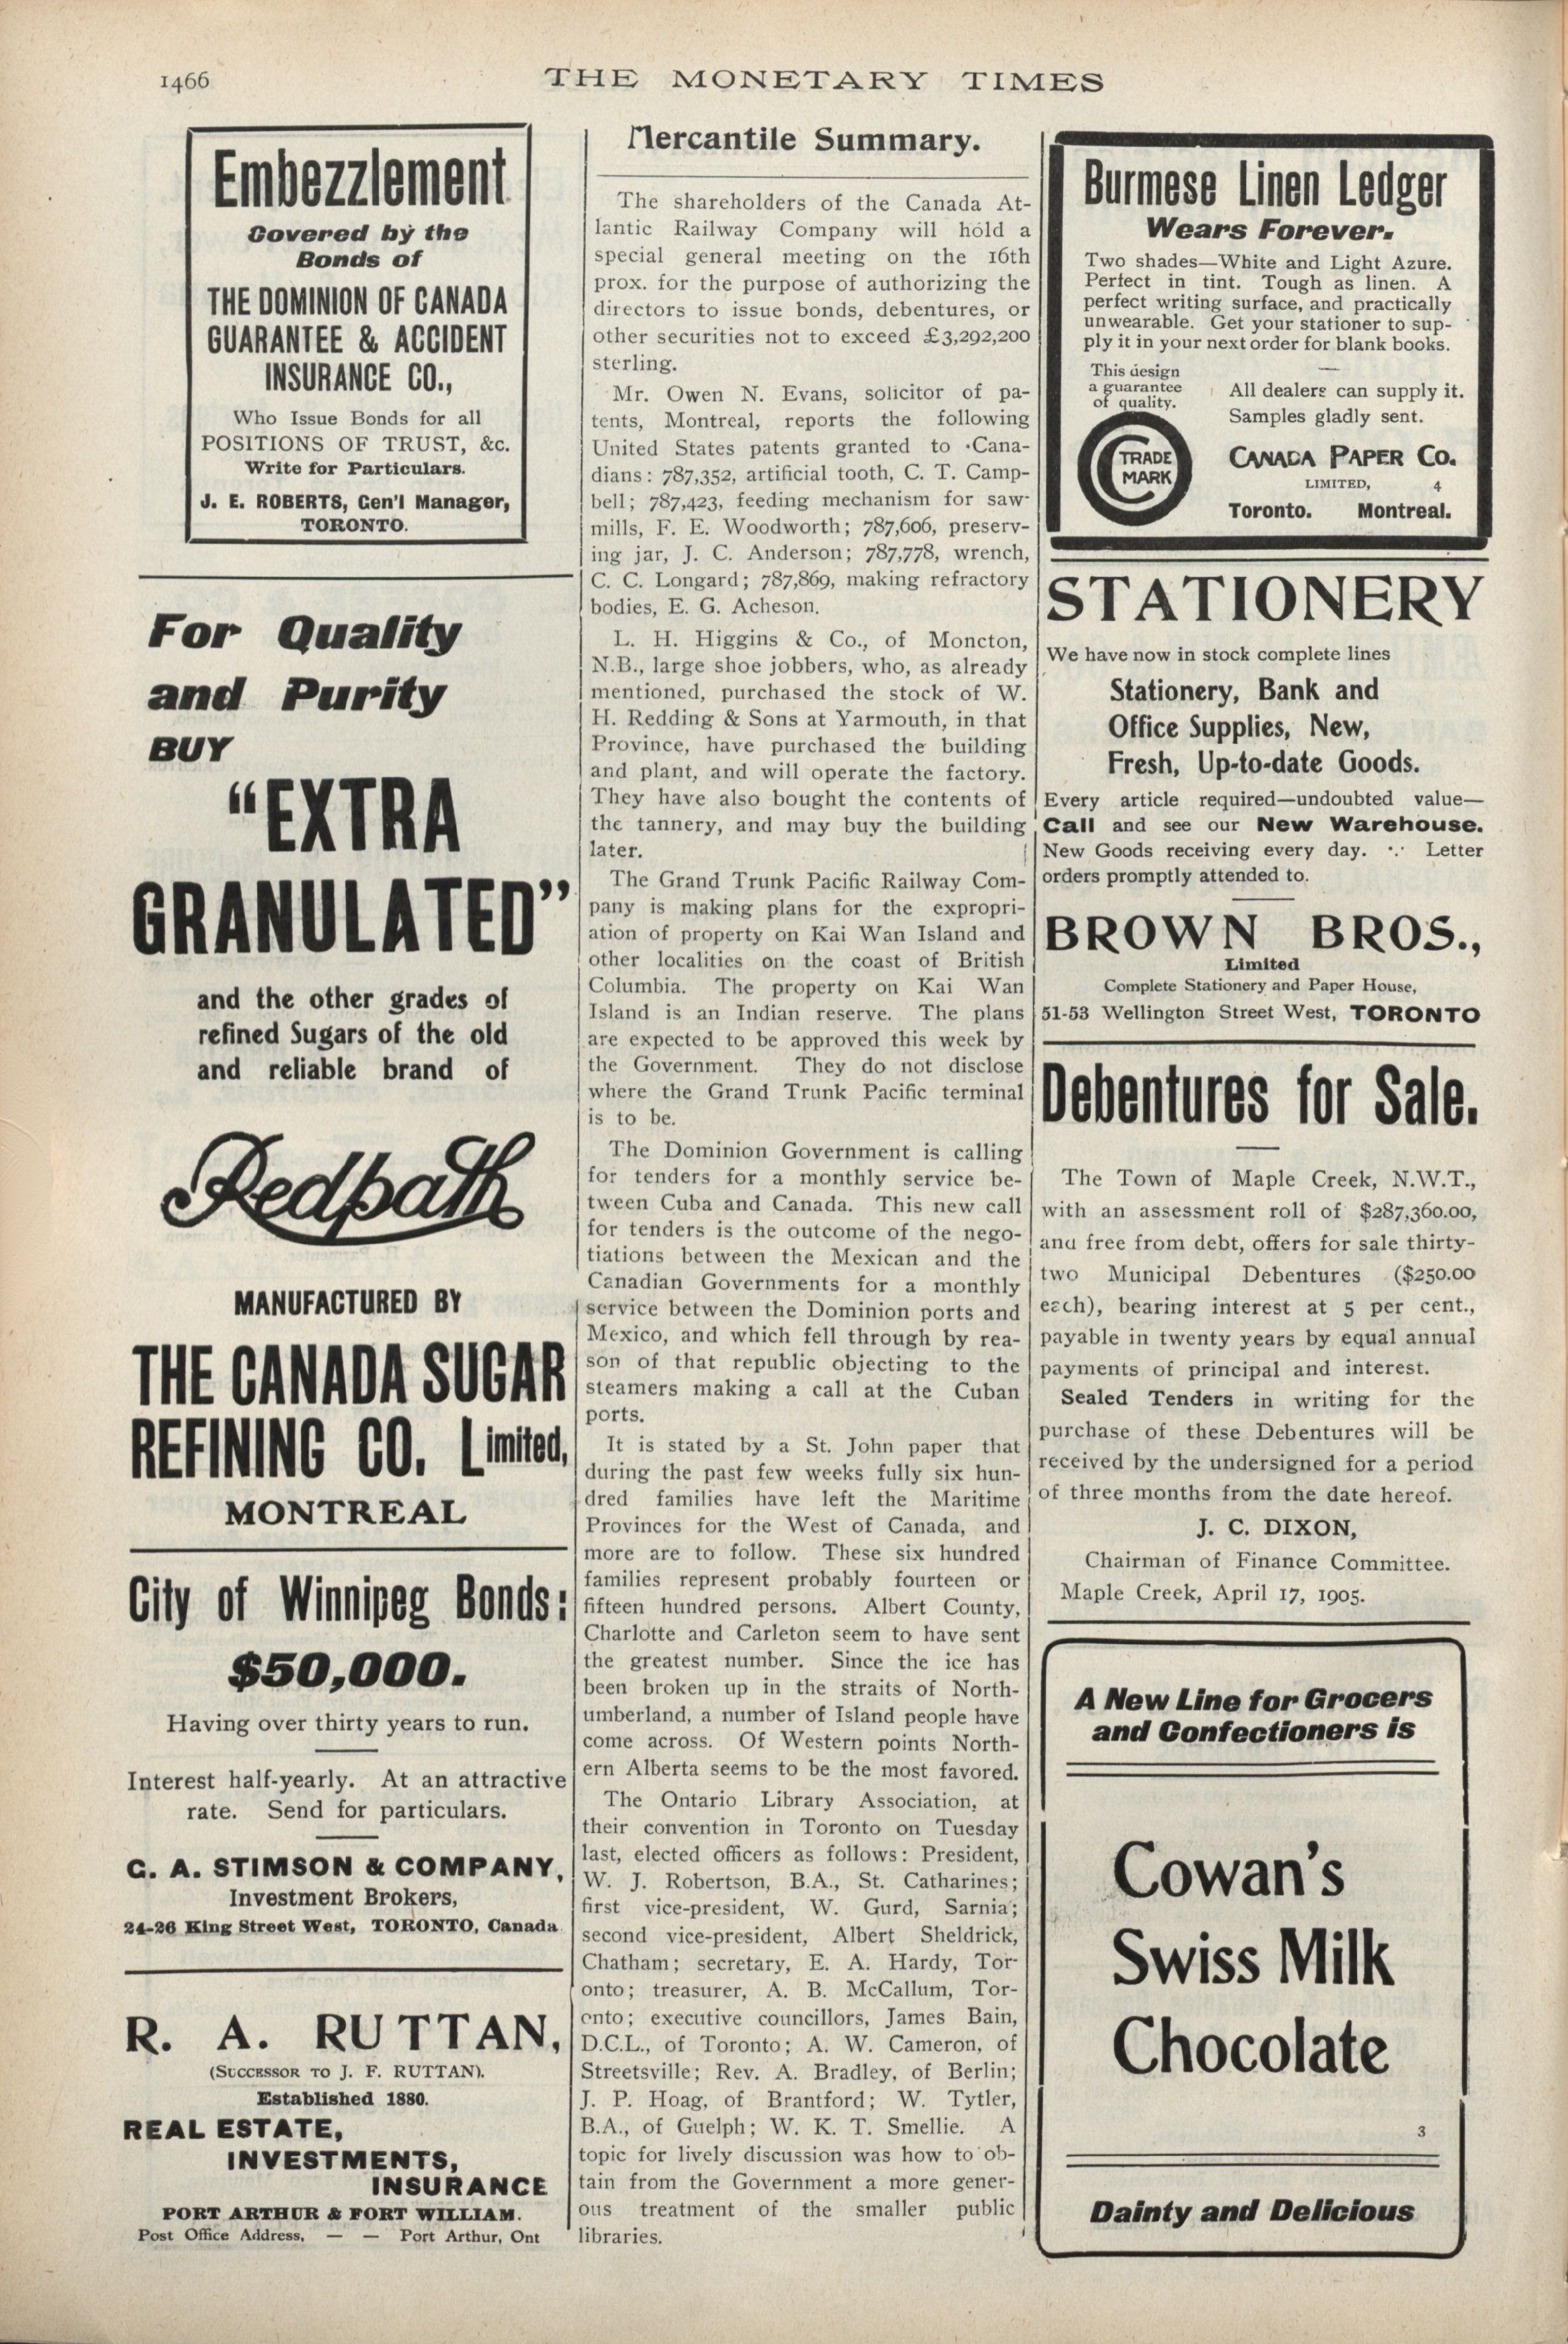 1466
THE MONETARY TIMES
Embezzlement
Covered by the
Bonds of
THE DOMINION OF CANADA
GUARANTEE & ACCIDENT
INSURANCE CO.,
Who Issue Bonds for all
POSITIONS OF TRUST, &c.
Write for Particulars.
J. E. ROBERTS, Gen'l Manager,
TORONTO.
For Quality
and Purity
BUY
"EXTRA
GRANULATED"
and the other grades of
refined Sugars of the old
and reliable brand of
Redpath
MANUFACTURED BY
THE CANADA SUGAR
REFINING CO. Limited,
MONTREAL
City of Winnipeg Bonds:
$50,000.
Having over thirty years to run.
Interest half-yearly. At an attractive
rate. Send for particulars.
G. A. STIMSON & COMPANY,
Investment Brokers,
24-26 King Street West, TORONTO, Canada
R. A. RUTTAN,
(SUCCESSOR TO J. F. RUTTAN).
Established 1880.
REAL ESTATE,
INVESTMENTS,
INSURANCE
PORT ARTHUR & FORT WILLIAM.
Post Office Address, — — Port Arthur, Ont
Mercantile Summary.
The shareholders of the Canada At-
lantic Railway Company will hold a
special general meeting on the 16th
prox. for the purpose of authorizing the
directors to issue bonds, debentures, or
other securities not to exceed £3,292,200
sterling.
Mr. Owen N. Evans, solicitor of pa-
tents, Montreal, reports the following
United States patents granted to Cana-
dians: 787,352, artificial tooth, C. T. Camp-
bell; 787,423, feeding mechanism for saw-
mills, F. E. Woodworth; 787,606, preserv-
ing jar, J. C. Anderson; 787,778, wrench,
C. C. Longard; 787,869, making refractory
bodies, E. G. Acheson.
L. H. Higgins & Co., of Moncton,
N.B., large shoe jobbers, who, as already
mentioned, purchased the stock of W.
H. Redding & Sons at Yarmouth, in that
Province, have purchased the building
and plant, and will operate the factory.
They have also bought the contents of
the tannery, and may buy the building
later.
The Grand Trunk Pacific Railway Com-
pany is making plans for the expropri-
ation of property on Kai Wan Island and
other localities on the coast of British
Columbia. The property on Kai Wan
Island is an Indian reserve. The plans
are expected to be approved this week by
the Government. They do not disclose
where the Grand Trunk Pacific terminal
is to be.
The Dominion Government is calling
for tenders for a monthly service be-
tween Cuba and Canada. This new call
for tenders is the outcome of the nego-
tiations between the Mexican and the
Canadian Governments for a monthly
service between the Dominion ports and
Mexico, and which fell through by rea-
son of that republic objecting to the
steamers making a call at the Cuban
ports.
It is stated by a St. John paper that
during the past few weeks fully six hun-
dred families have left the Maritime
Provinces for the West of Canada, and
more are to follow. These six hundred
families represent probably fourteen or
fifteen hundred persons. Albert County,
Charlotte and Carleton seem to have sent
the greatest number. Since the ice has
been broken up in the straits of North-
umberland, a number of Island people have
come across. Of Western points North-
ern Alberta seems to be the most favored.
The Ontario Library Association, at
their convention in Toronto on Tuesday
last, elected officers as follows: President,
W. J. Robertson, B.A., St. Catharines;
first vice-president, W. Gurd, Sarnia;
second vice-president, Albert Sheldrick,
Chatham; secretary, E. A. Hardy, Tor-
onto; treasurer, A. B. McCallum, Tor-
onto; executive councillors, James Bain,
D.C.L., of Toronto; A. W. Cameron, of
Streetsville; Rev. A. Bradley, of Berlin;
J. P. Hoag, of Brantford; W. Tytler,
B.A., of Guelph; W. K. T. Smellie. A
topic for lively discussion was how to ob-
tain from the Government a more gener-
ous treatment of the smaller public
libraries.
Burmese Linen Ledger
Wears Forever.
Two shades—White and Light Azure.
Perfect in tint. Tough as linen. A
perfect writing surface, and practically
unwearable. Get your stationer to sup-
ply it in your next order for blank books.
This design
a guarantee
of quality.
TRADE
MARK
All dealers can supply it.
Samples gladly sent.
CANADA PAPER CO.
LIMITED, 4
Toronto. Montreal.
STATIONERY
We have now in stock complete lines
Stationery, Bank and
Office Supplies, New,
Fresh, Up-to-date Goods.
Every article required—undoubted value—
Call and see our New Warehouse.
New Goods receiving every day. ∵ Letter
orders promptly attended to.
BROWN BROS.,
Limited
Complete Stationery and Paper House,
51-53 Wellington Street West, TORONTO
Debentures for Sale.
The Town of Maple Creek, N.W.T.,
with an assessment roll of $287,360.00,
and free from debt, offers for sale thirty-
two Municipal Debentures ($250.00
each), bearing interest at 5 per cent.,
payable in twenty years by equal annual
payments of principal and interest.
Sealed Tenders in writing for the
purchase of these Debentures will be
received by the undersigned for a period
of three months from the date hereof.
J. C. DIXON,
Chairman of Finance Committee.
Maple Creek, April 17, 1905.
A New Line for Grocers
and Confectioners is
Cowan's
Swiss Milk
Chocolate
3
Dainty and Delicious